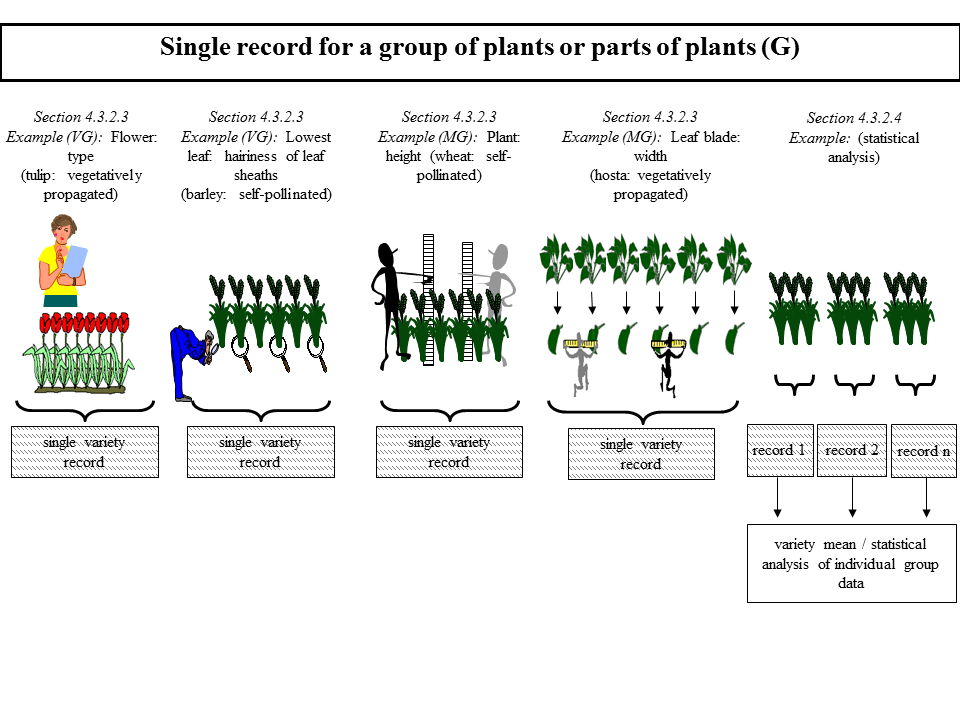 Single record for a group of plants or parts of plants (G)
Section 4.3.2.3
Example (VG): Flower:
type
(tulip: vegetatively
propagated)
Section 4.3.2.3
Example (VG): Lowest
leaf: hairiness of leaf
sheaths
(barley: self-pollinated)
Section 4.3.2.3
Example (MG): Plant:
height (wheat: self-
pollinated)
Section 4.3.2.3
Example (MG): Leaf blade:
width
(hosta: vegetatively
propagated)
Section 4.3.2.4
Example: (statistical
analysis)
single variety
record
single variety
record
single variety
record
single variety
record
record 1
record 2
record n
variety mean / statistical
analysis of individual group
data